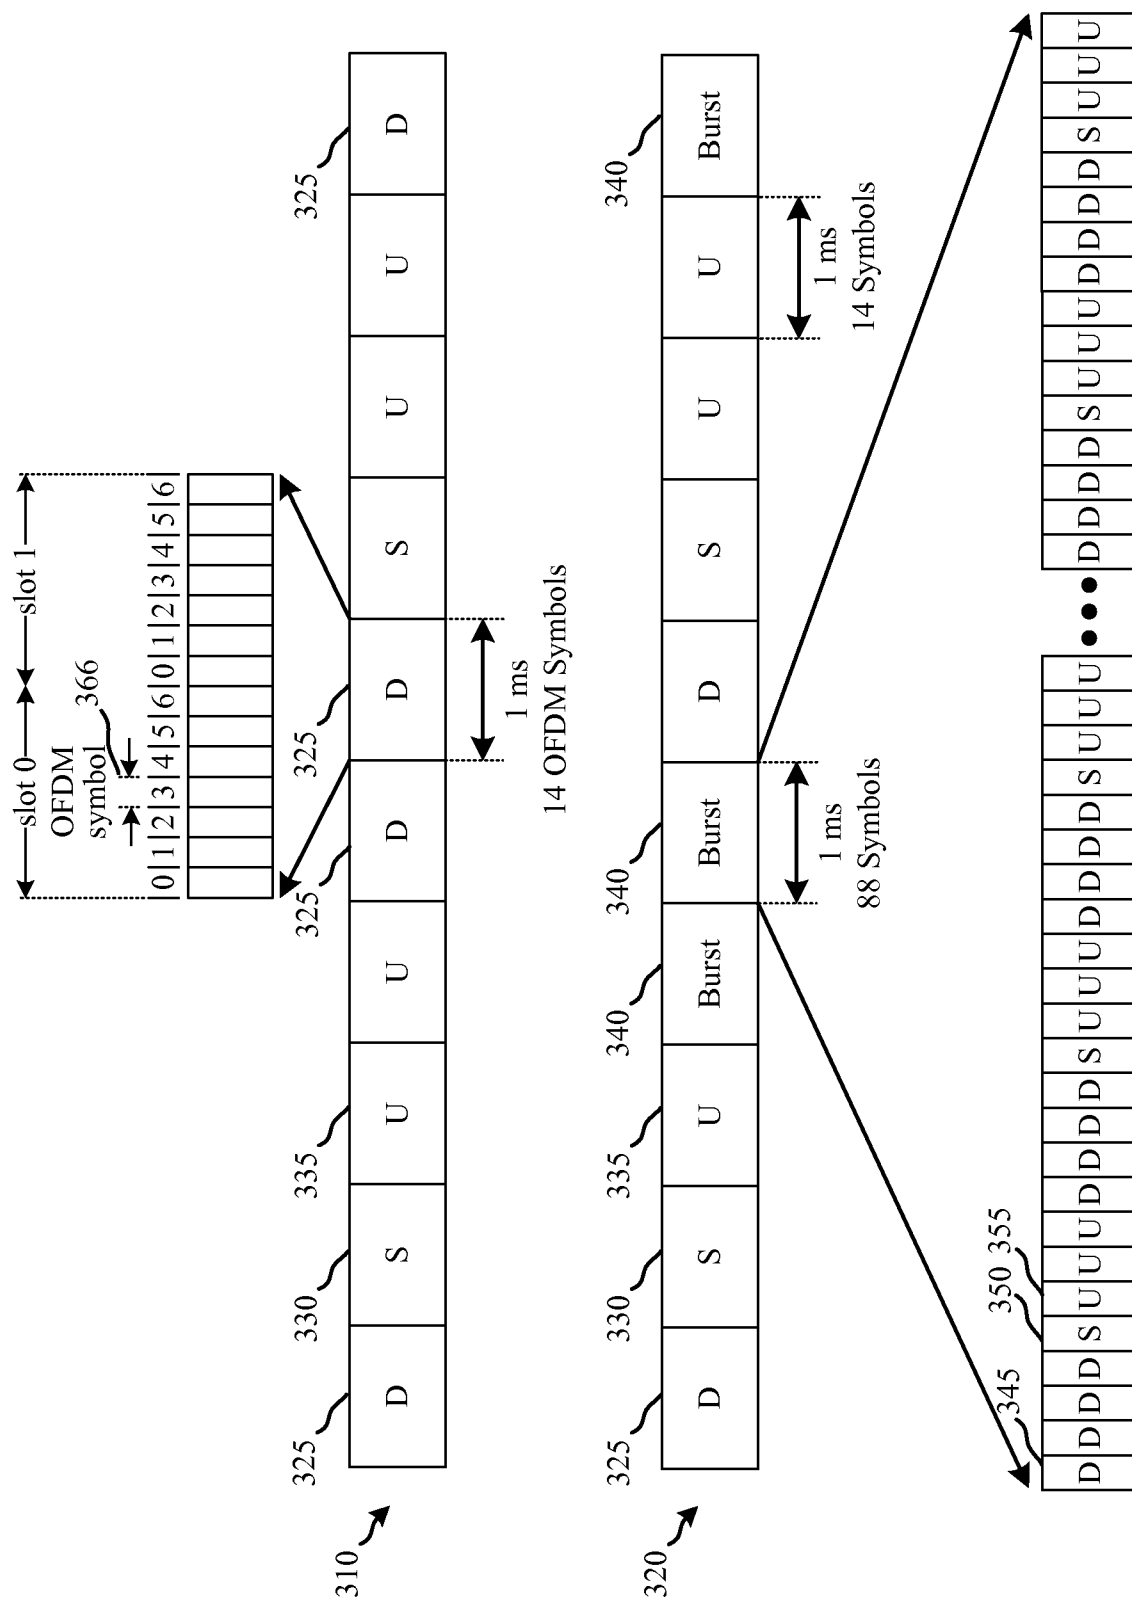 slot 0 slot 1
OFDM
symbol 366
0|1|2|3|4|5|6|0|1|2|3|4|5|6
325 330 335 325 325 325
310
D S U U D D S U U D
1 ms
14 OFDM Symbols
325 330 335 340 340 340
320
D S U Burst Burst D S U U Burst
1 ms 1 ms
88 Symbols 14 Symbols
345 350 355
D D D D S U U U D D D D S U U U D D D D S U U U ••• D D D D S U U U D D D D S U U U